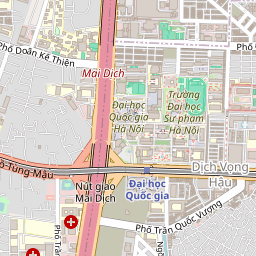 Phố Doãn Kế Thiện
Mai Dịch
Đại học
Quốc gia
Hà Nội
Trường
Đại học
Sư phạm
Hà Nội
Tùng Mậu
Dịch Vọng
Hậu
Nút giao
Mai Dịch
Đại học
Quốc gia
Phố Trần Quốc Vượng
Phố Trần